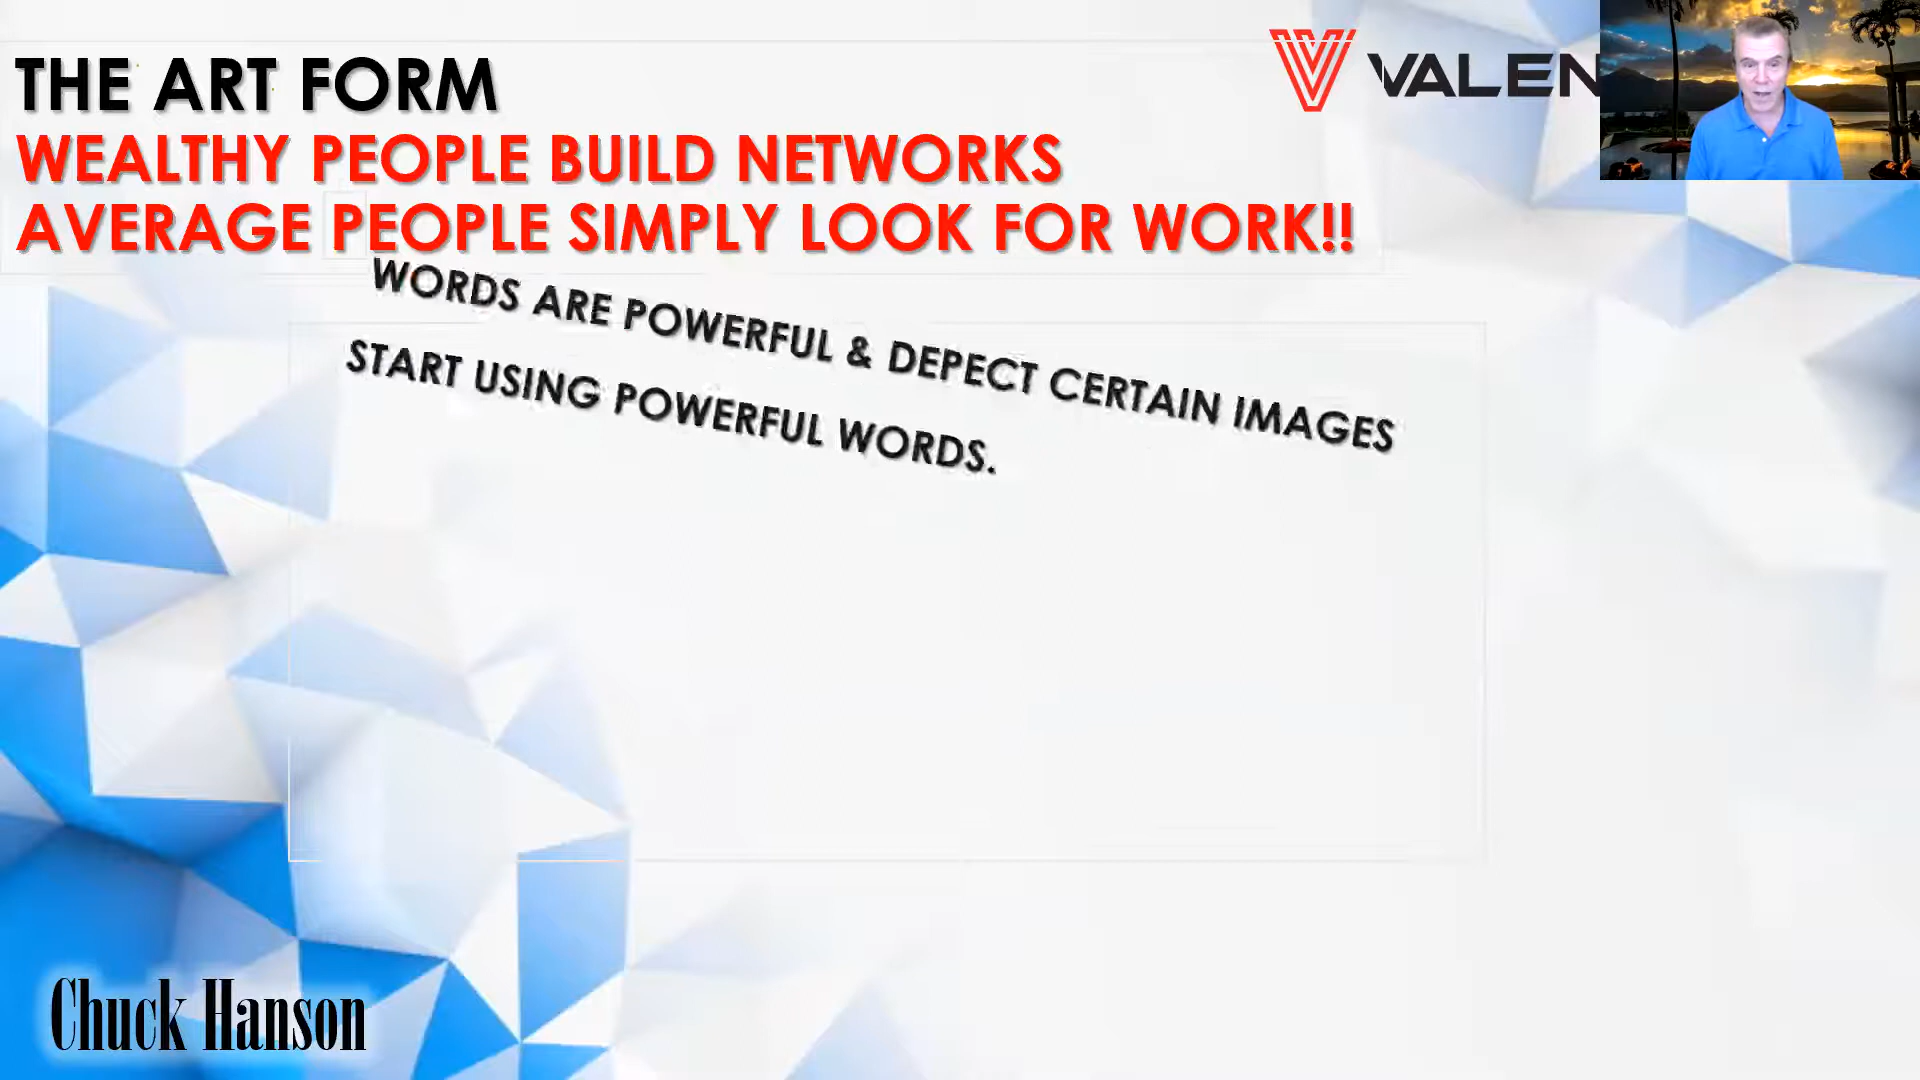 THE ART FORM
VALEN
WEALTHY PEOPLE BUILD NETWORKS
AVERAGE PEOPLE SIMPLY LOOK FOR WORK!!
WORDS ARE POWERFUL & DEPECT CERTAIN IMAGES
START USING POWERFUL WORDS.
Chuck Hanson